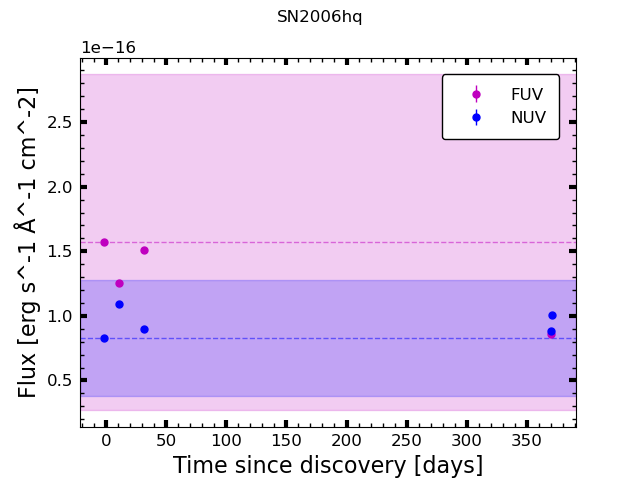 SN2006hq
1e−16
FUV
NUV
2.5
2.0
1.5
1.0
0.5
Flux [erg s^-1 Å^-1 cm^-2]
0 50 100 150 200 250 300 350
Time since discovery [days]